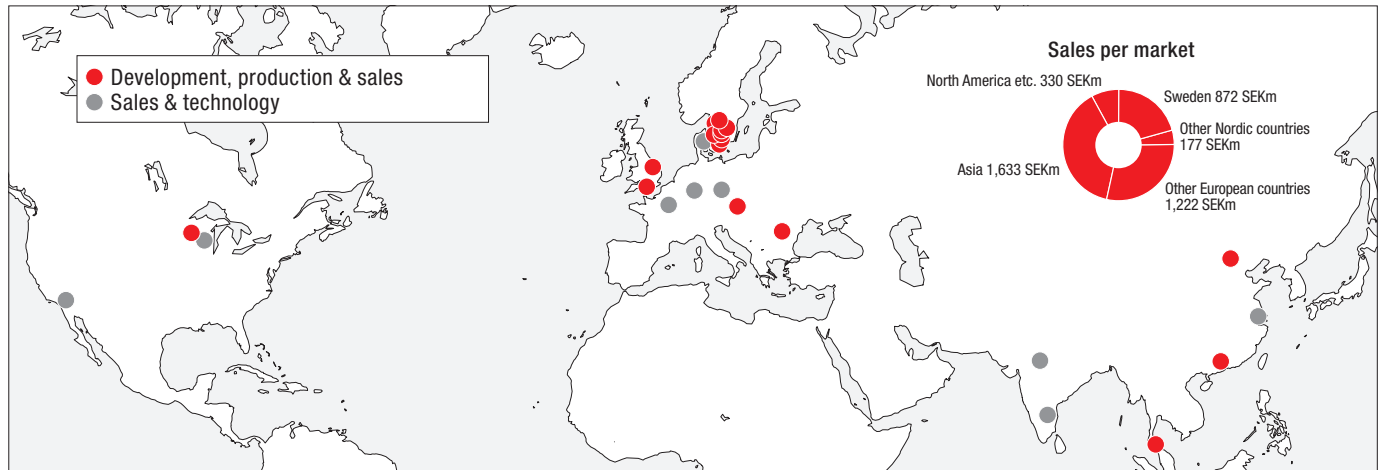 Development, production & sales
Sales & technology
Sales per market
North America etc. 330 SEKm
Sweden 872 SEKm
Other Nordic countries
177 SEKm
Asia 1,633 SEKm
Other European countries
1,222 SEKm